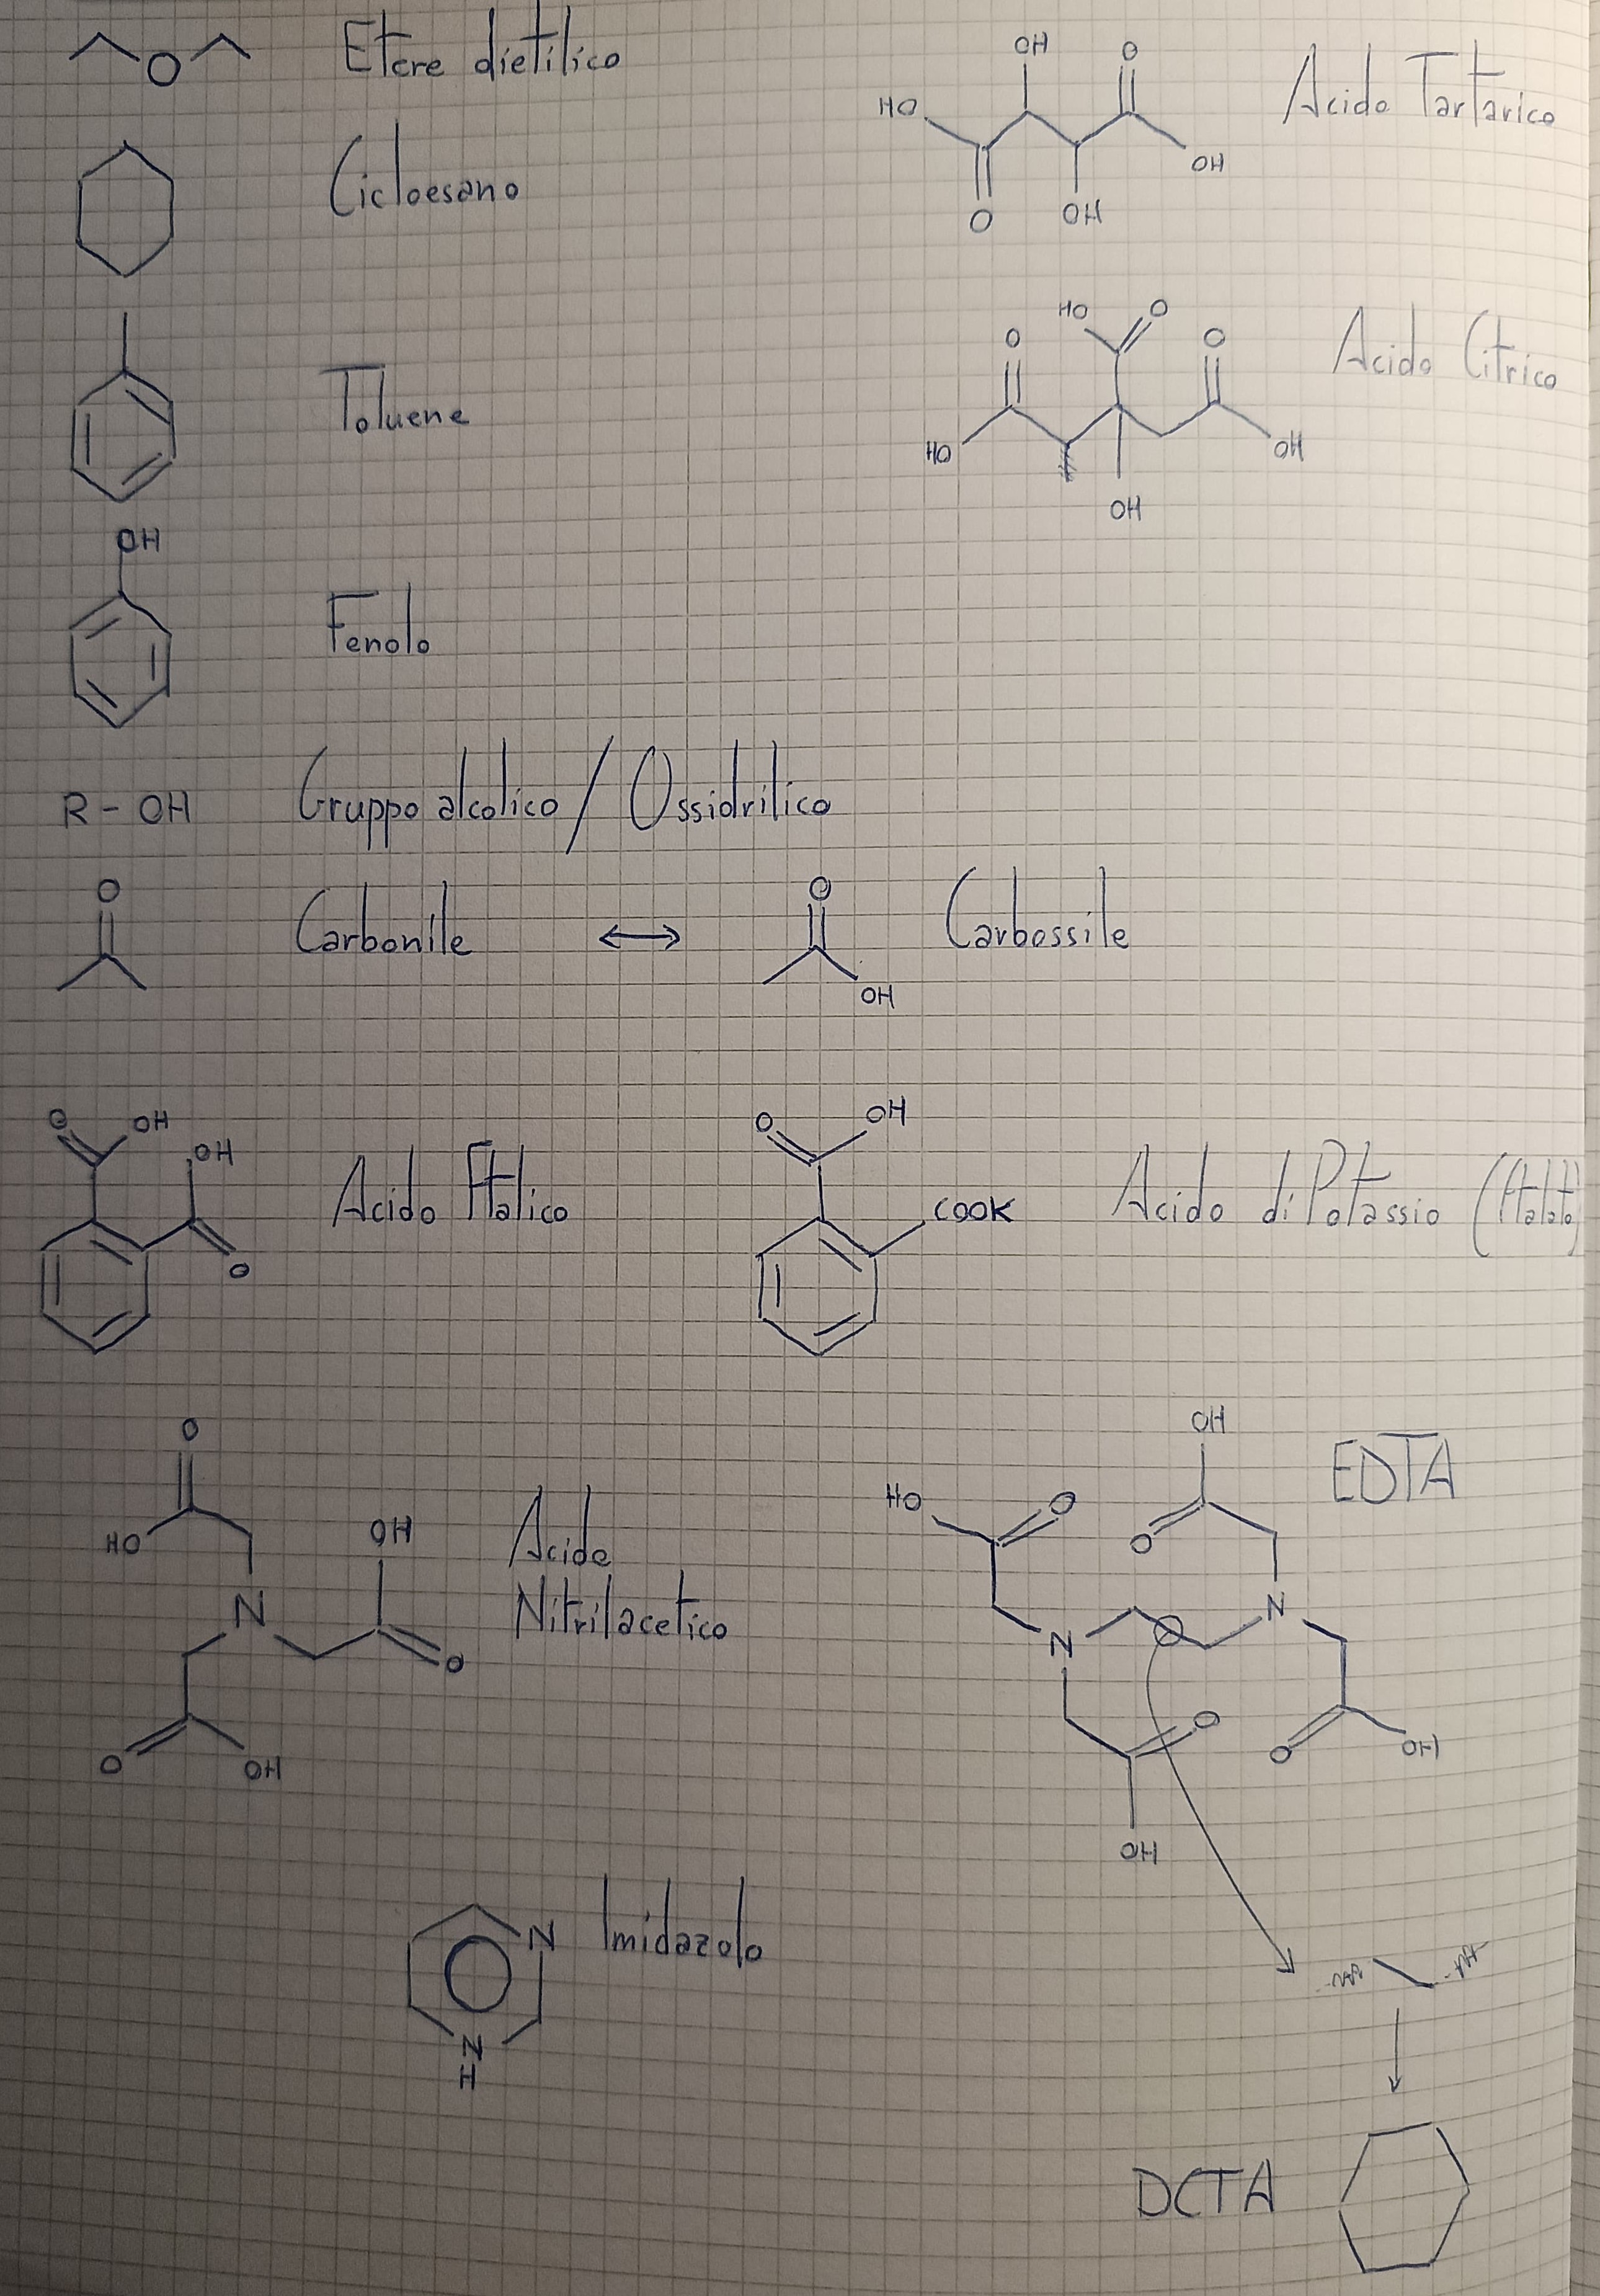 O Etere dietilico
OH O Acido Tartarico
HO
OH
O OH
Cicloesano
HO O
O O Acido Citrico
HO OH
OH
Toluene
OH
Fenolo
R - OH Gruppo alcolico / Ossidrilico
O Carbonile O Carbossile
OH
O OH
OH Acido Ftalico
O
O OH
COOK Acido di Potassio (Ftalato)
O
HO OH Acido
N Nitrilacetico
O
O OH
OH EDTA
HO O
O
N N
O
O OH
OH
N Imidazolo
N
H
DCTA